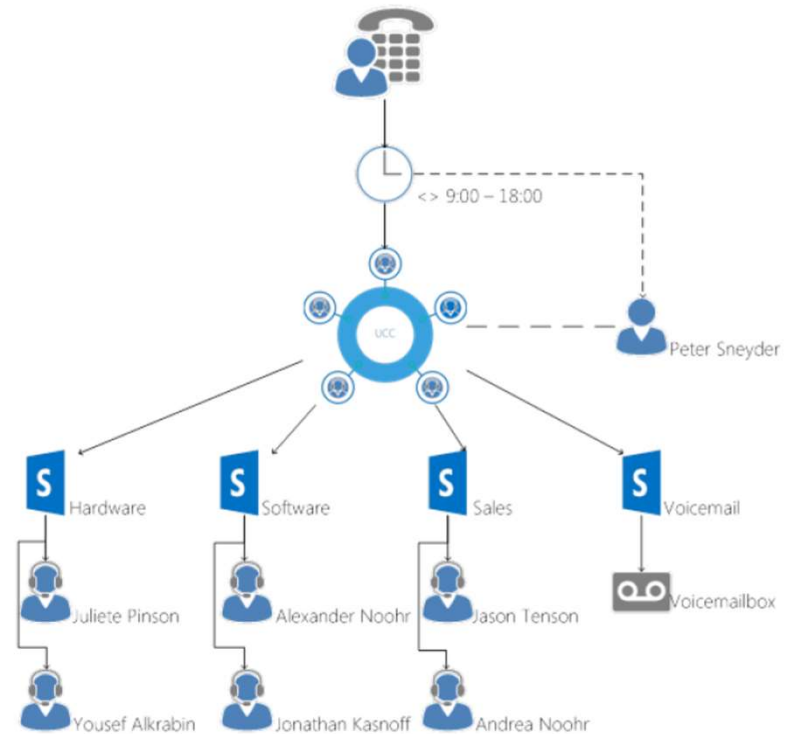 <> 9:00 – 18:00
UCC
Peter Sneyder
S Hardware
S Software
S Sales
S Voicemail
Juliete Pinson
Alexander Noohr
Jason Tenson
Voicemailbox
Yousef Alkrabin
Jonathan Kasnoff
Andrea Noohr